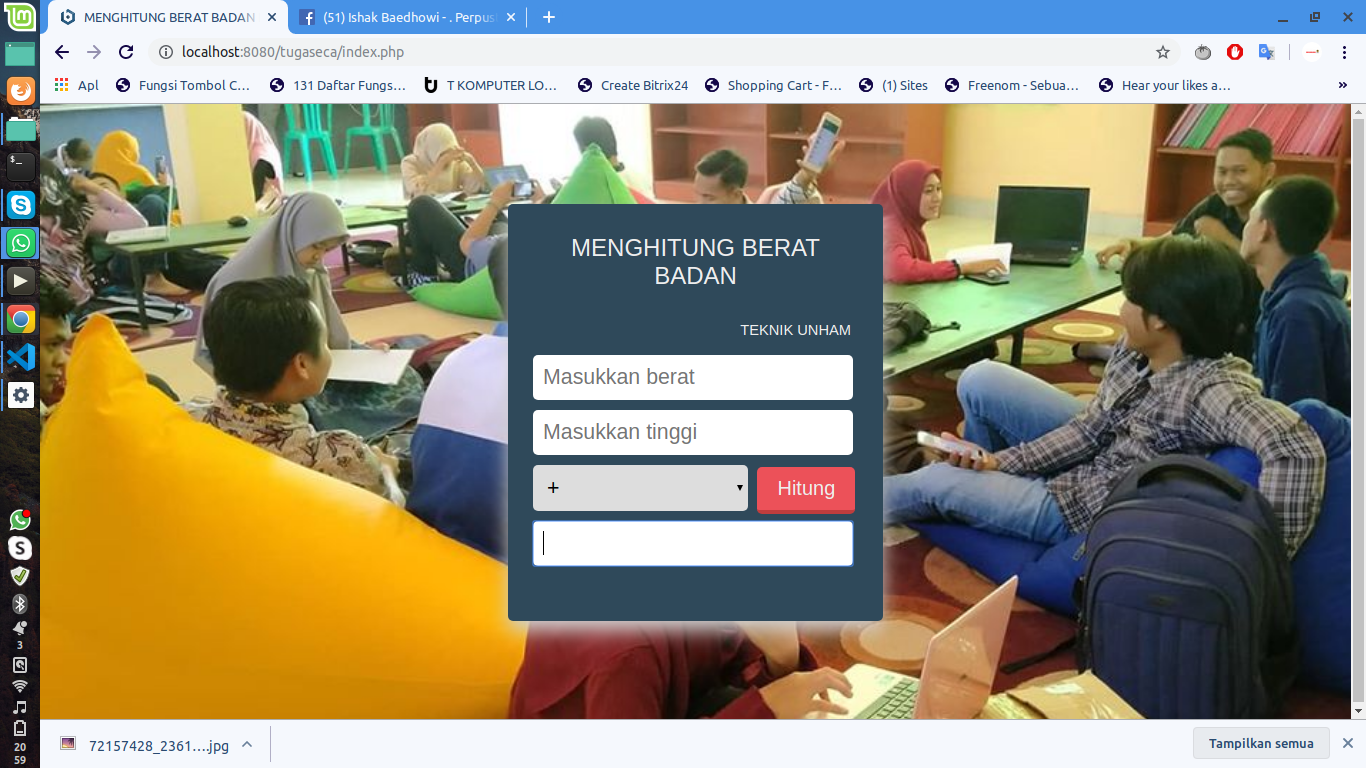 MENGHITUNG BERAT BADAN
(51) Ishak Baedhowi - . Perpus
localhost:8080/tugaseca/index.php
Apl
Fungsi Tombol C…
131 Daftar Fungs…
T KOMPUTER LO…
Create Bitrix24
Shopping Cart - F…
(1) Sites
Freenom - Sebua…
Hear your likes a…
»
MENGHITUNG BERAT
BADAN
TEKNIK UNHAM
Masukkan berat
Masukkan tinggi
+
Hitung
3
20
59
72157428_2361….jpg
Tampilkan semua